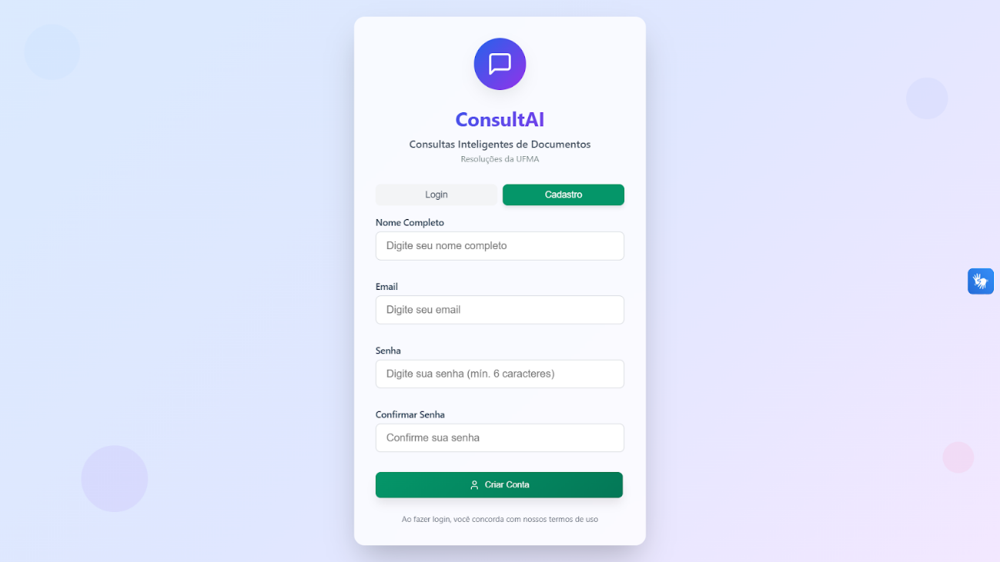 ConsultAI
Consultas Inteligentes de Documentos
Resoluções da UFMA
Login
Cadastro
Nome Completo
Digite seu nome completo
Email
Digite seu email
Senha
Digite sua senha (mín. 6 caracteres)
Confirmar Senha
Confirme sua senha
Criar Conta
Ao fazer login, você concorda com nossos termos de uso